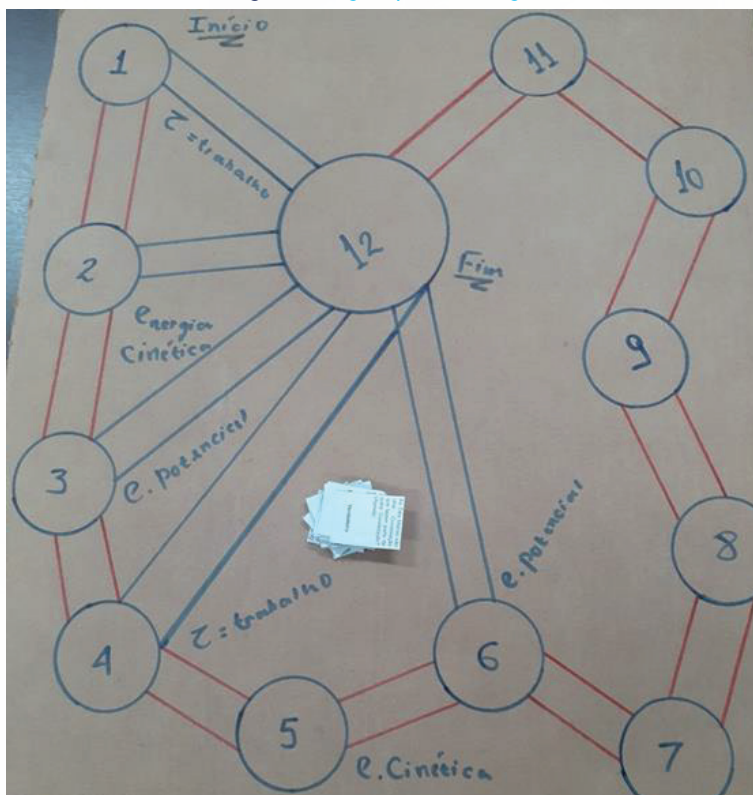 Início
1
11
τ = trabalho
10
12
2
Fim
Energia
Cinética
9
3
e. potencial
8
e. potencial
τ = trabalho
4
6
5
7
e. Cinética